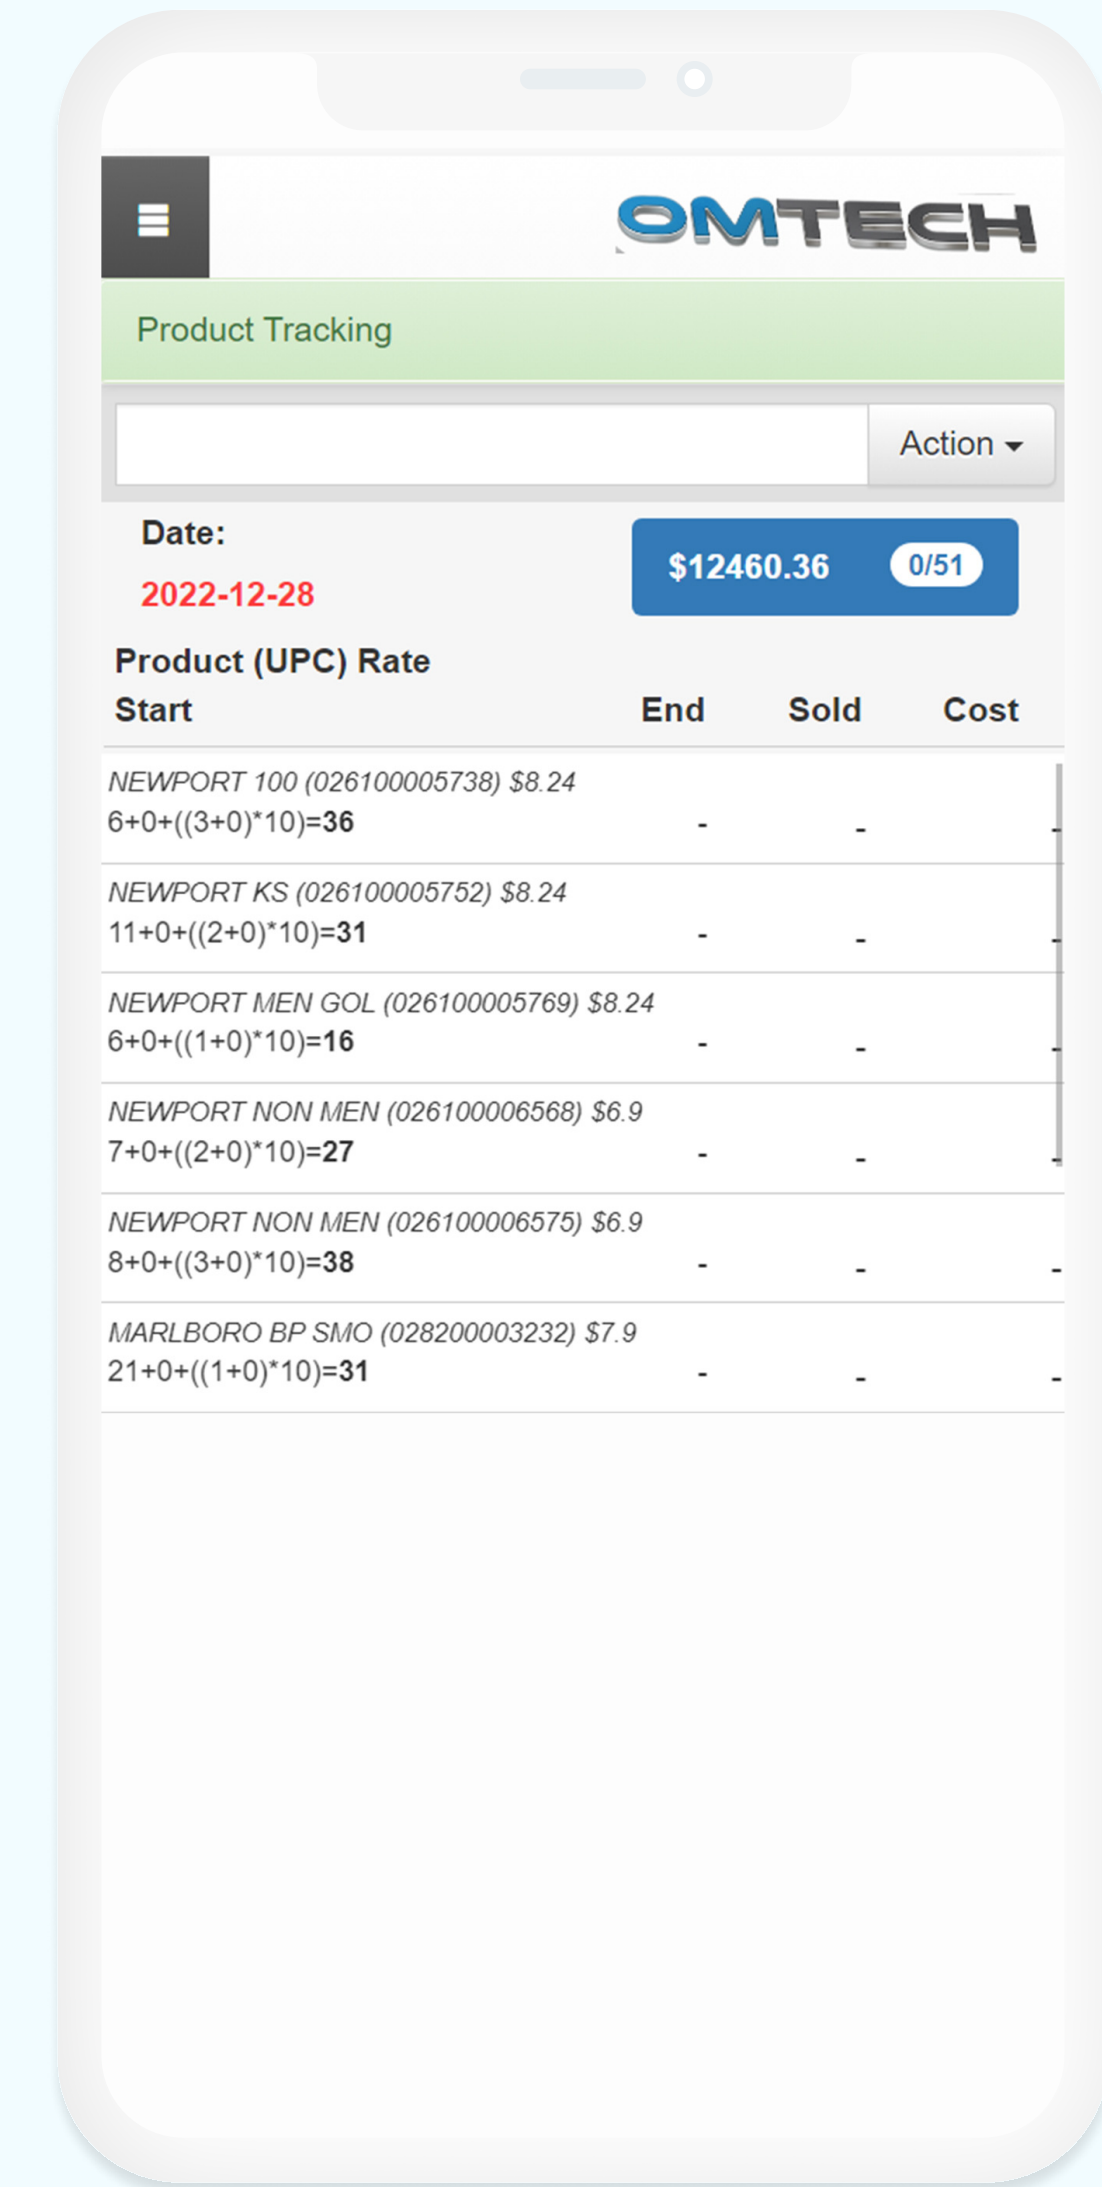 OMTECH
Product Tracking
Action
Date:
2022-12-28
$12460.36 0/51
Product (UPC) Rate
Start End Sold Cost
NEWPORT 100 (026100005738) $8.24
6+0+((3+0)*10)=36 - - -
NEWPORT KS (026100005752) $8.24
11+0+((2+0)*10)=31 - - -
NEWPORT MEN GOL (026100005769) $8.24
6+0+((1+0)*10)=16 - - -
NEWPORT NON MEN (026100006568) $6.9
7+0+((2+0)*10)=27 - - -
NEWPORT NON MEN (026100006575) $6.9
8+0+((3+0)*10)=38 - - -
MARLBORO BP SMO (028200003232) $7.9
21+0+((1+0)*10)=31 - - -